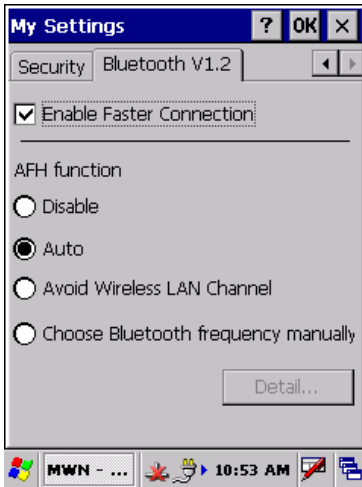 My Settings ? OK ×
Security Bluetooth V1.2
Enable Faster Connection
AFH function
Disable
Auto
Avoid Wireless LAN Channel
Choose Bluetooth frequency manually
Detail...
MWN - ... 10:53 AM